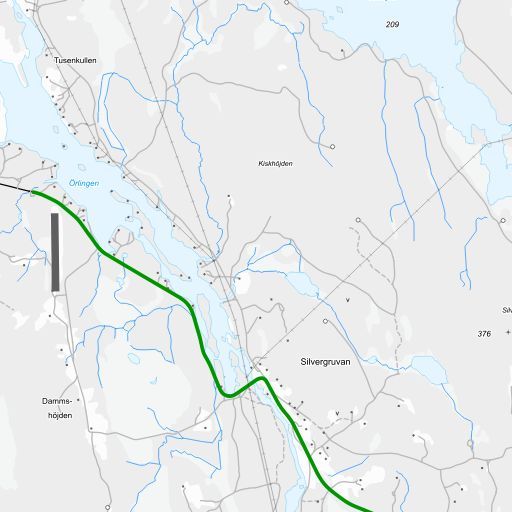 209
Tusenkullen
Kiskhöjden
Örlingen
376
Silvergruvan
Damms-
höjden